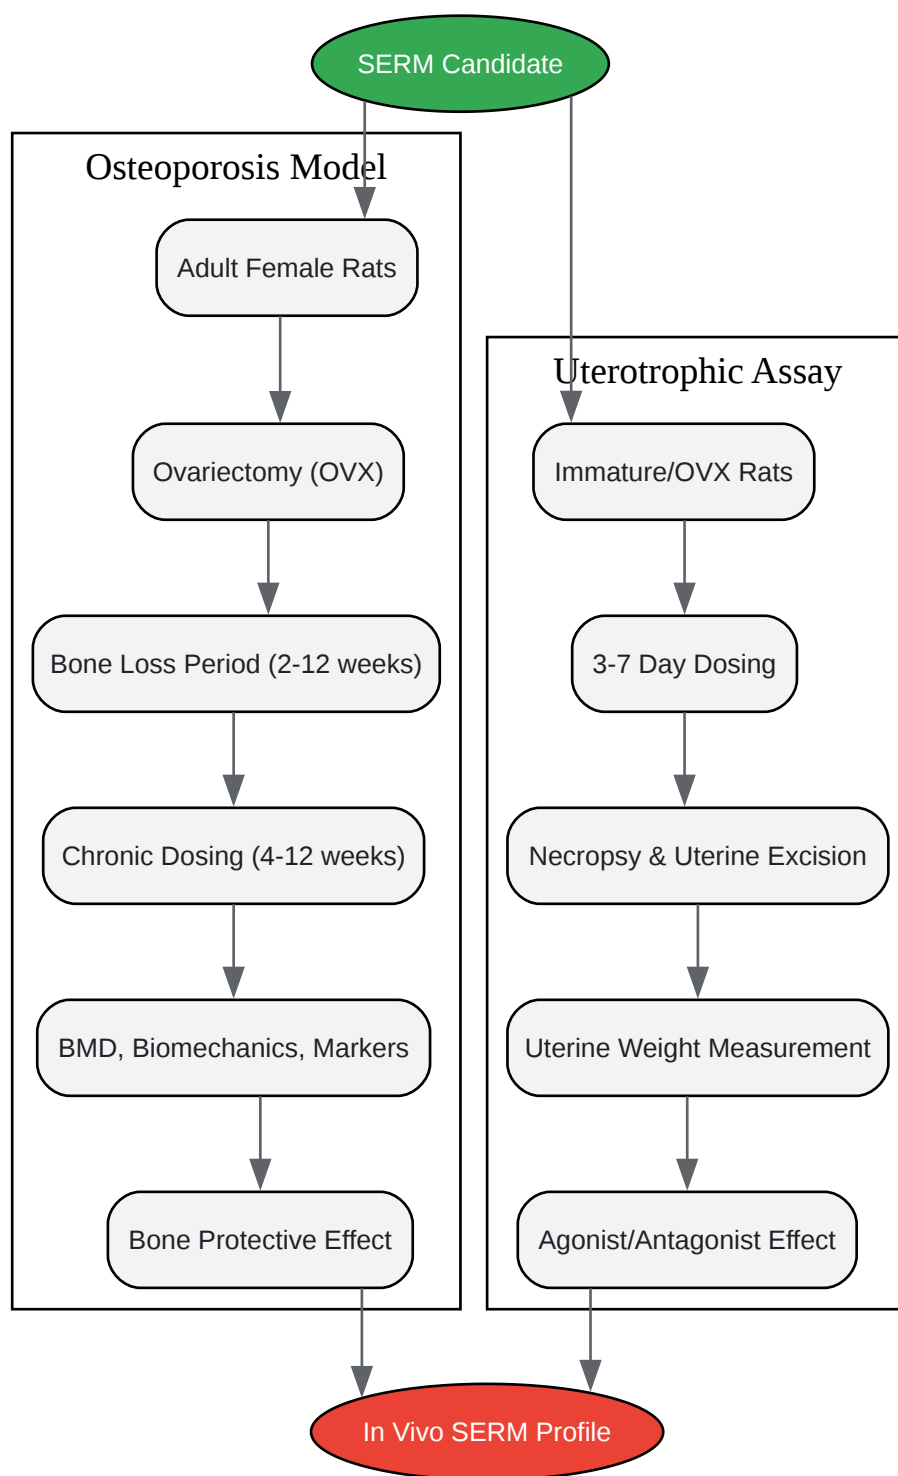 SERM Candidate
Osteoporosis Model
Adult Female Rats
Ovariectomy (OVX)
Bone Loss Period (2-12 weeks)
Chronic Dosing (4-12 weeks)
BMD, Biomechanics, Markers
Bone Protective Effect
Uterotrophic Assay
Immature/OVX Rats
3-7 Day Dosing
Necropsy & Uterine Excision
Uterine Weight Measurement
Agonist/Antagonist Effect
In Vivo SERM Profile